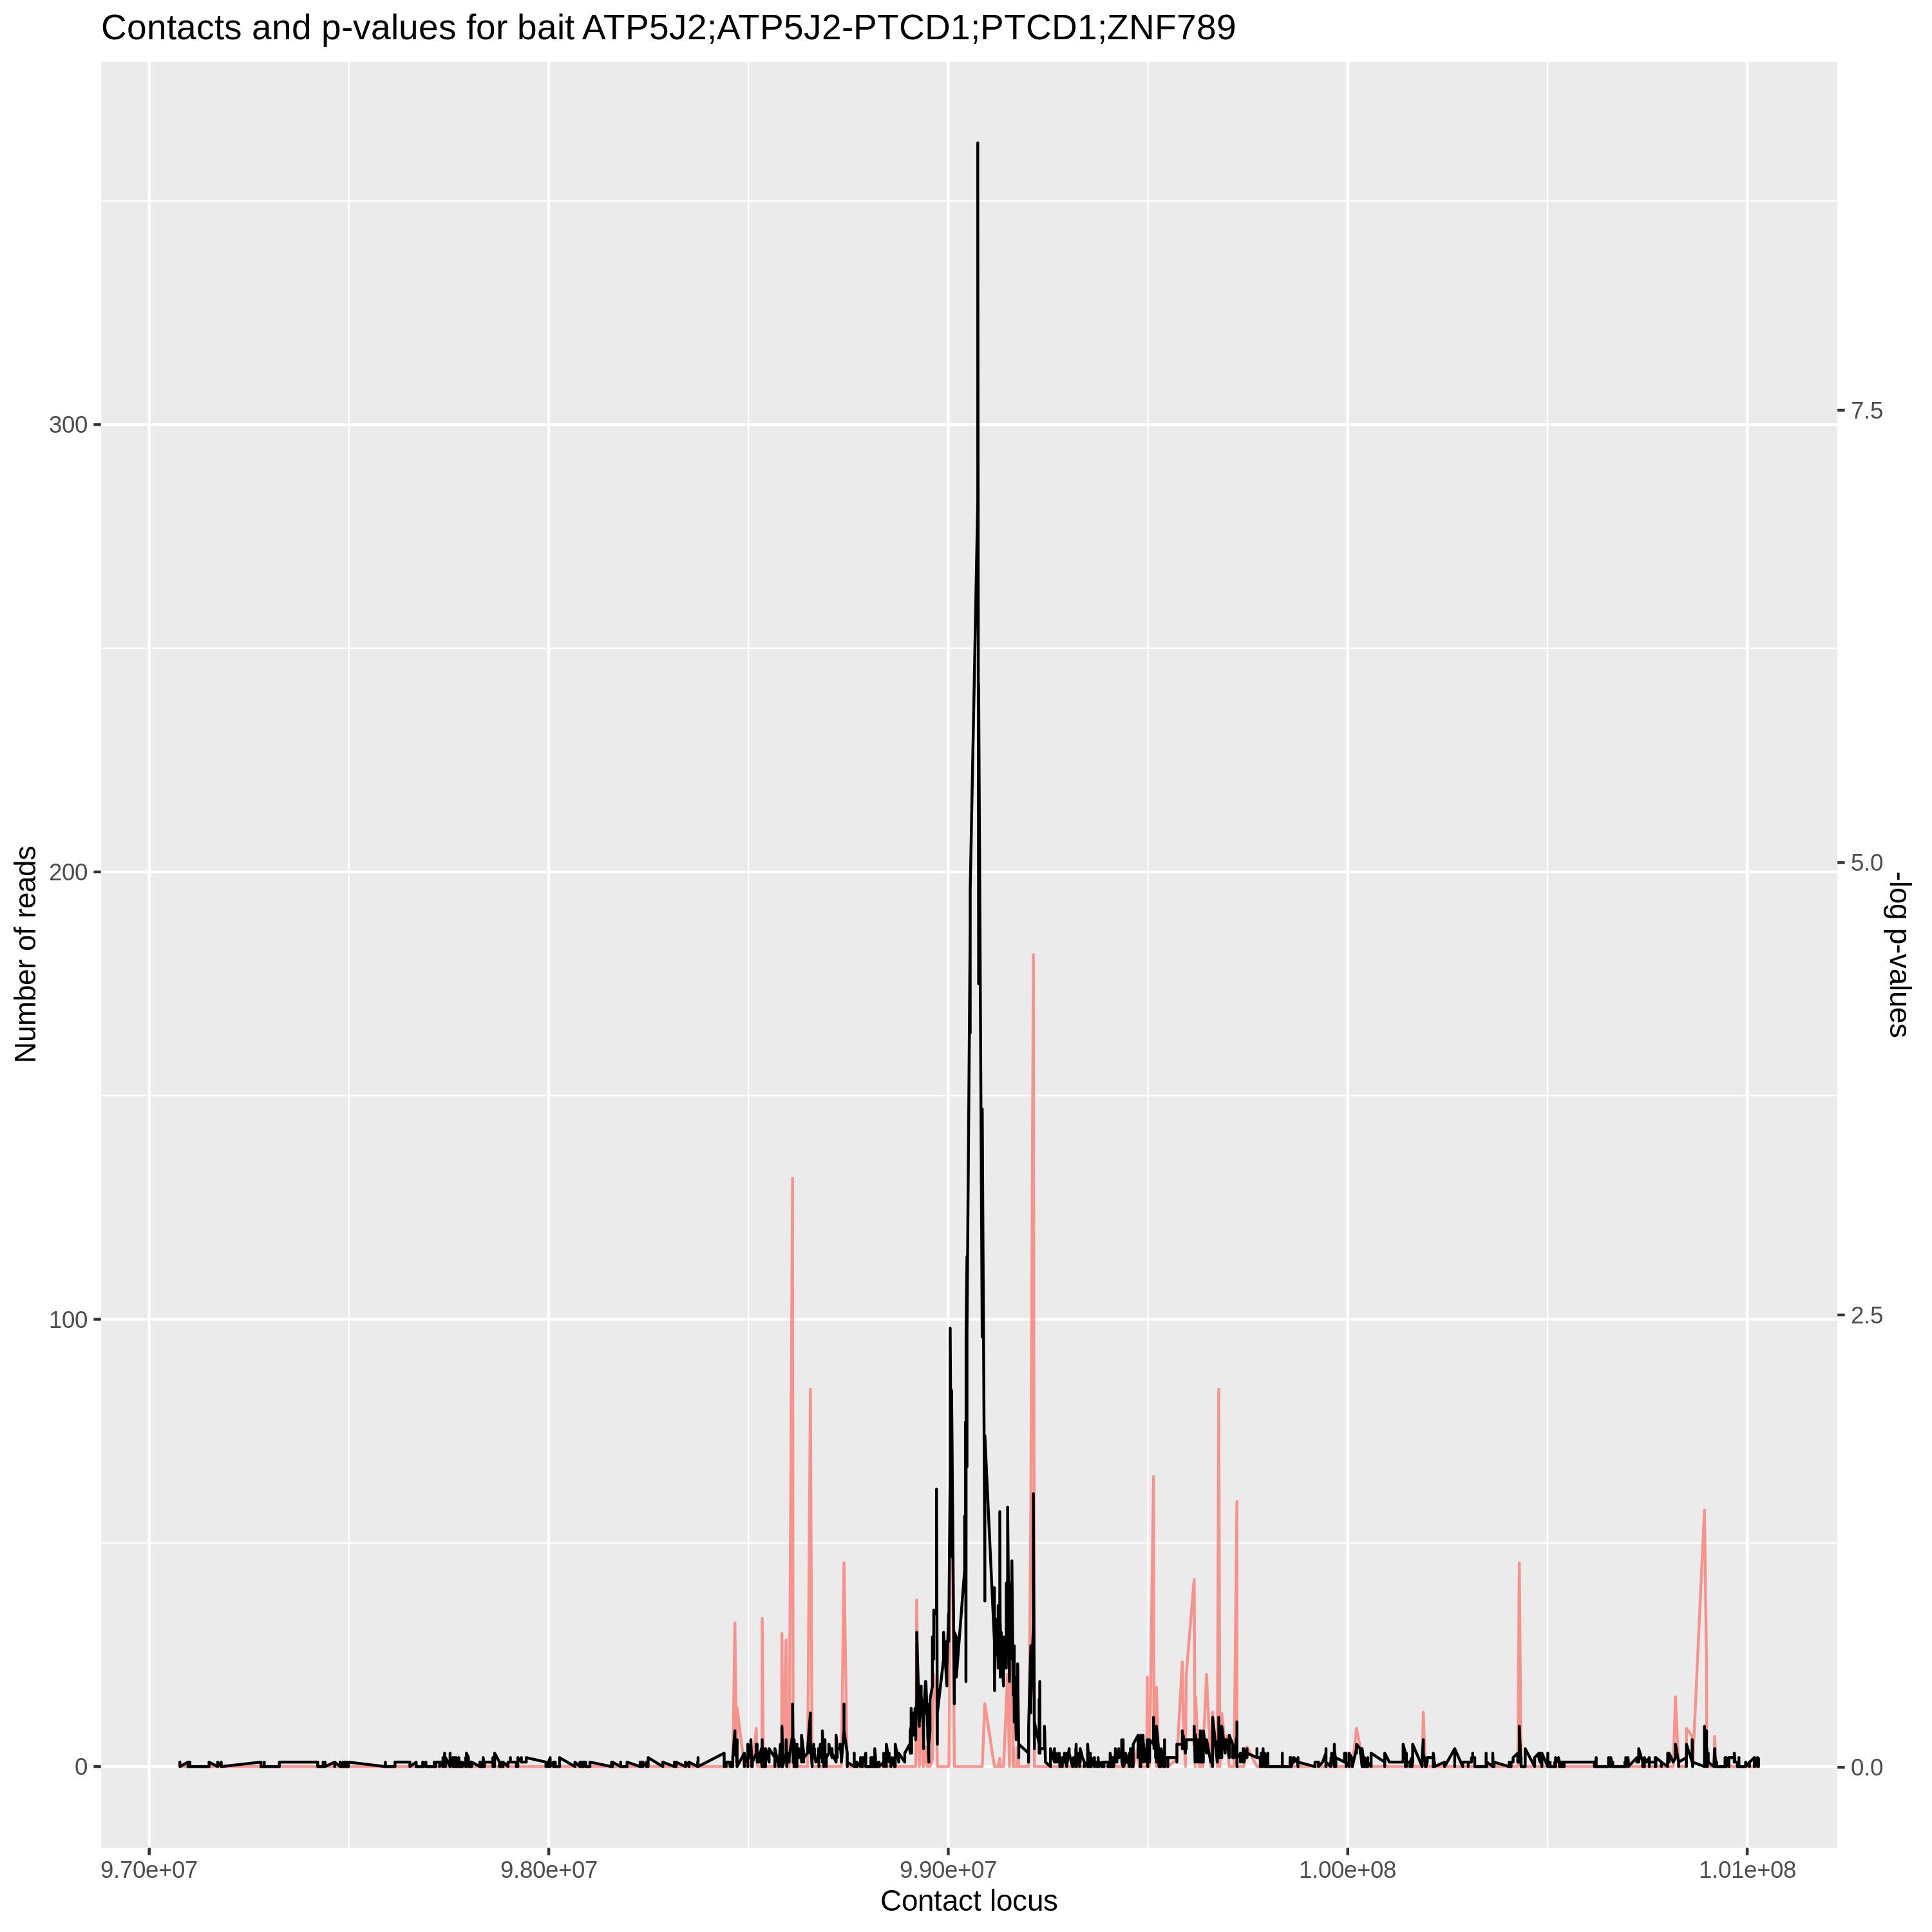 Contacts and p-values for bait ATP5J2;ATP5J2-PTCD1;PTCD1;ZNF789
Number of reads
300
200
100
0
7.5
5.0
2.5
0.0
-log p-values
9.70e+07 9.80e+07 9.90e+07 1.00e+08 1.01e+08
Contact locus